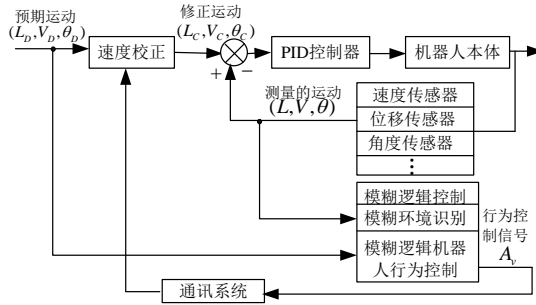 预期运动
(L_D,V_D,θ_D)
修正运动
(L_C,V_C,θ_C)
速度校正
+
−
PID控制器
机器人本体
测量的运动
(L,V,θ)
速度传感器
位移传感器
角度传感器
⋮
模糊逻辑控制
模糊环境识别
模糊逻辑机器
人行为控制
行为控
制信号
A_v
通讯系统